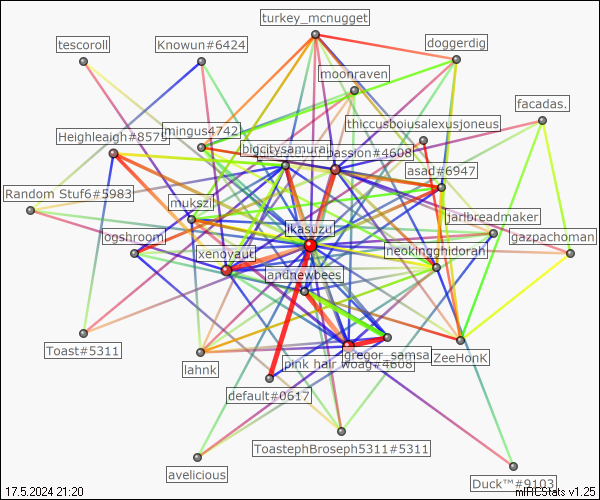 turkey_mcnugget
tescoroll
Knowun#6424
doggerdig
moonraven
facadas.
thiccusboiusalexusjoneus
mingus4742
Heighleaigh#8575
bigcitysamurai
passion#4608
asad#6947
Random Stuf6#5983
mukszi
jarlbreadmaker
ikasuzu
ogshroom
gazpachoman
xenoyaut
neokingghidorah
andnewbees
Toast#5311
gregor_samsa
ZeeHonK
lahnk
pink hair woag#4608
default#0617
ToastephBroseph5311#5311
avelicious
Duck™#9103
17.5.2024 21:20
mIRCStats v1.25